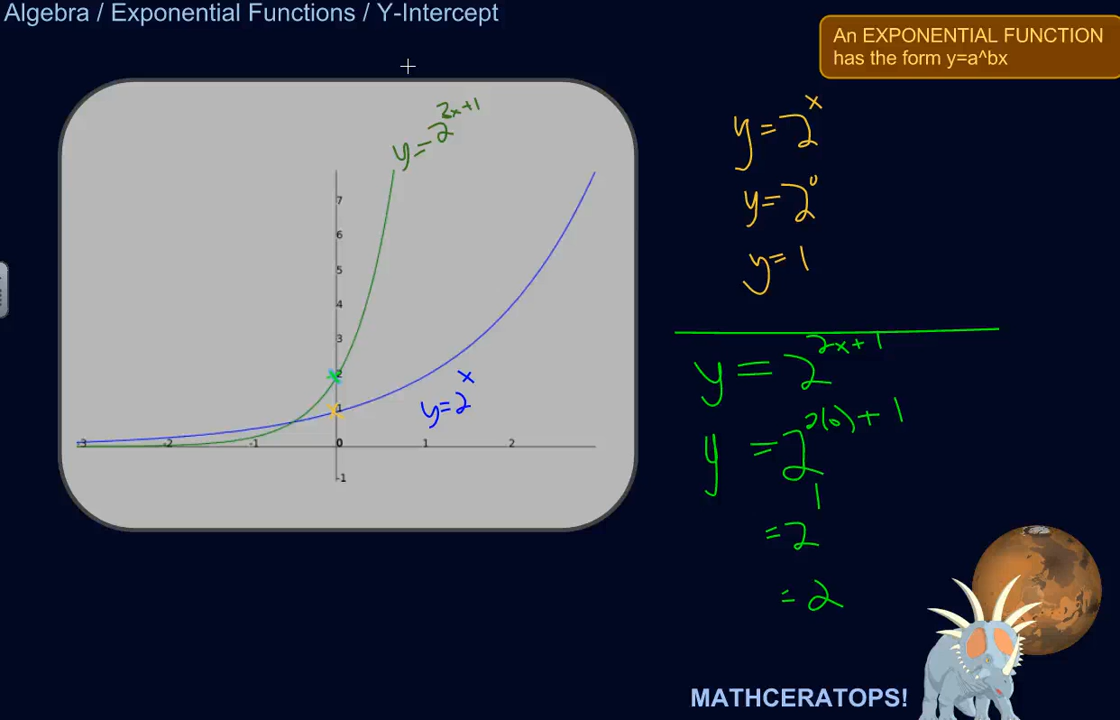 Algebra / Exponential Functions / Y-Intercept
An EXPONENTIAL FUNCTION
has the form y=a^bx
y=2^{2x+1}
7
6
5
4
3
2
1
-3 -2 -1 0 1 2
-1
y=2^x
y=2^x
y=2^0
y=1
y=2^{2x+1}
y=2^{2(0)+1}
=2^1
=2
MATHCERATOPS!